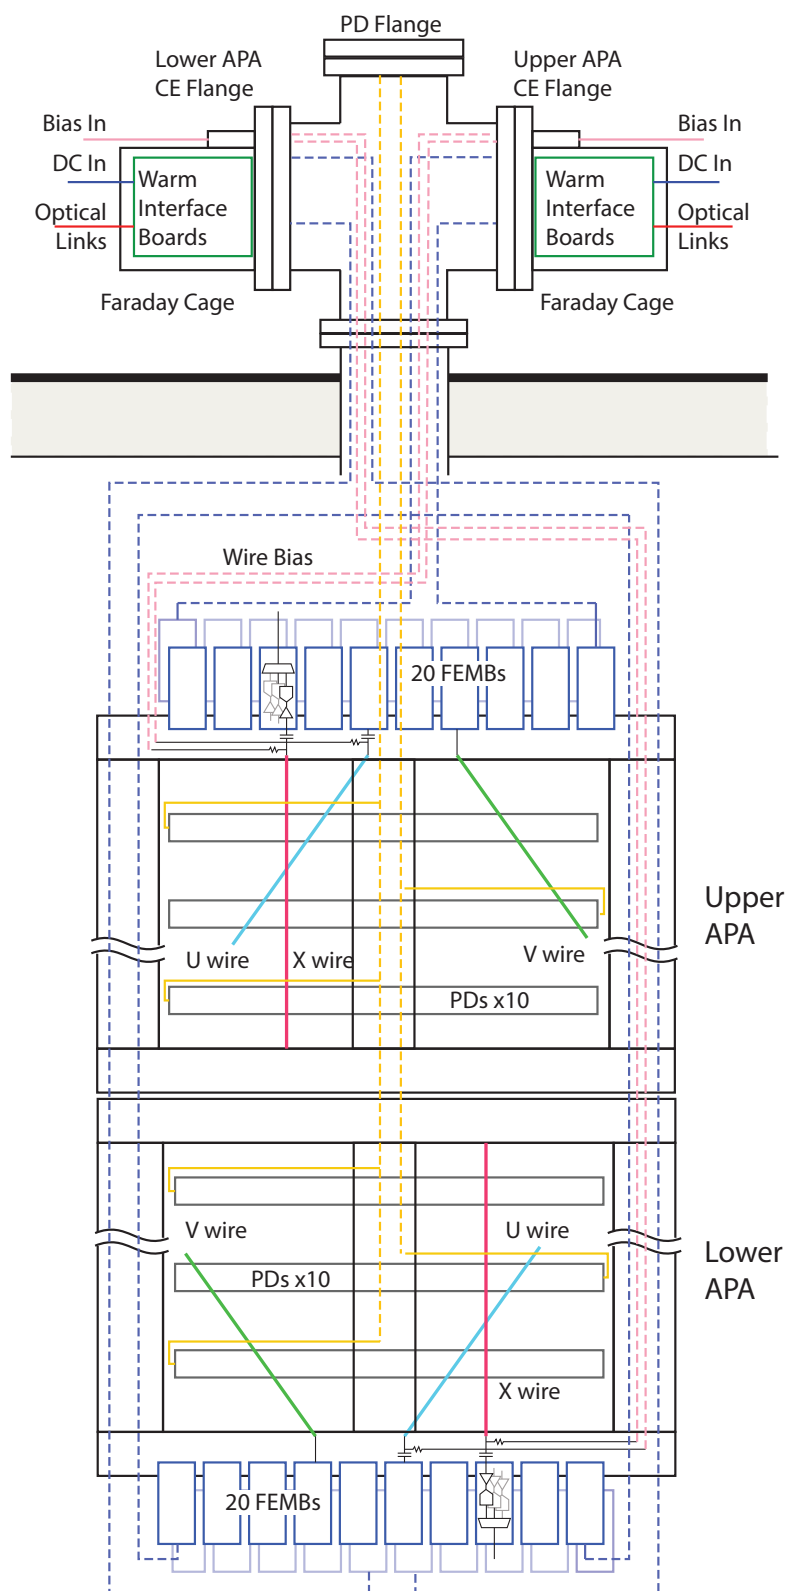 PD Flange
Lower APA
CE Flange
Upper APA
CE Flange
Bias In
DC In
Optical
Links
Warm
Interface
Boards
Faraday Cage
Bias In
DC In
Optical
Links
Warm
Interface
Boards
Faraday Cage
Wire Bias
20 FEMBs
U wire
X wire
V wire
PDs x10
Upper
APA
V wire
U wire
PDs x10
X wire
Lower
APA
20 FEMBs